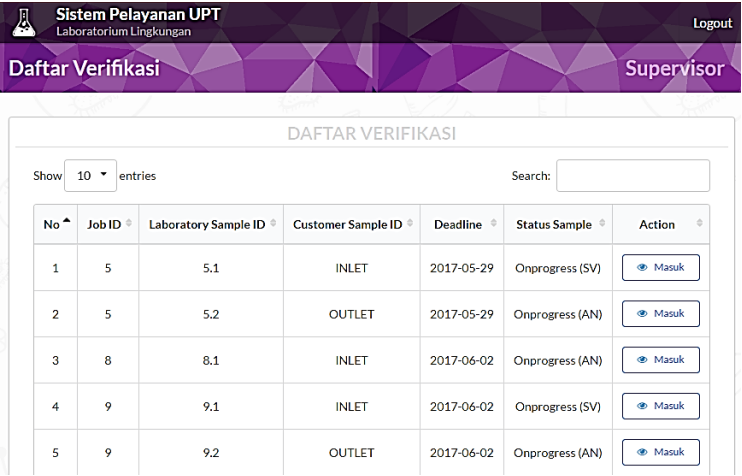 Sistem Pelayanan UPT
Laboratorium Lingkungan
Logout
Daftar Verifikasi
Supervisor
DAFTAR VERIFIKASI
Show 10 entries
Search:
No Job ID Laboratory Sample ID Customer Sample ID Deadline Status Sample Action
1 5 5.1 INLET 2017-05-29 Onprogress (SV) Masuk
2 5 5.2 OUTLET 2017-05-29 Onprogress (AN) Masuk
3 8 8.1 INLET 2017-06-02 Onprogress (AN) Masuk
4 9 9.1 INLET 2017-06-02 Onprogress (SV) Masuk
5 9 9.2 OUTLET 2017-06-02 Onprogress (AN) Masuk